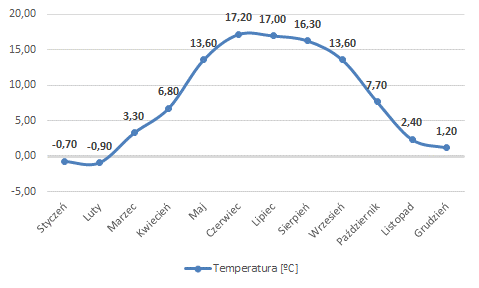 20,00
15,00
10,00
5,00
0,00
-5,00
-0,70
-0,90
3,30
6,80
13,60
17,20
17,00
16,30
13,60
7,70
2,40
1,20
Styczeń
Luty
Marzec
Kwiecień
Maj
Czerwiec
Lipiec
Sierpień
Wrzesień
Październik
Listopad
Grudzień
Temperatura [ºC]